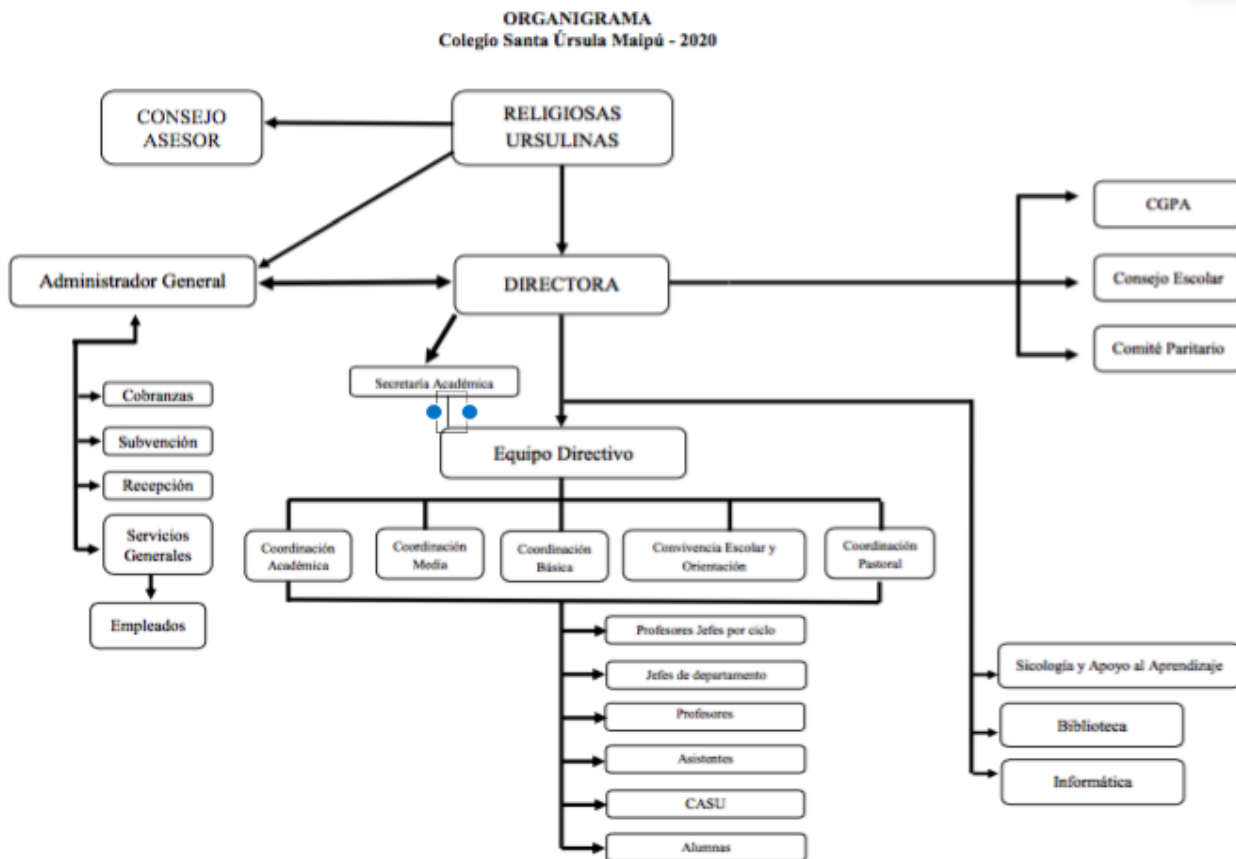 ORGANIGRAMA
Colegio Santa Úrsula Maipú - 2020
CONSEJO
ASESOR
RELIGIOSAS
URSULINAS
CGPA
Administrador General
DIRECTORA
Consejo Escolar
Comité Paritario
Secretaría Académica
Cobranzas
Subvención
Equipo Directivo
Recepción
Servicios
Generales
Coordinación
Académica
Coordinación
Media
Coordinación
Básica
Convivencia Escolar y
Orientación
Coordinación
Pastoral
Empleados
Profesores Jefes por ciclo
Jefes de departamento
Profesores
Asistentes
CASU
Alumnas
Sicología y Apoyo al Aprendizaje
Biblioteca
Informática